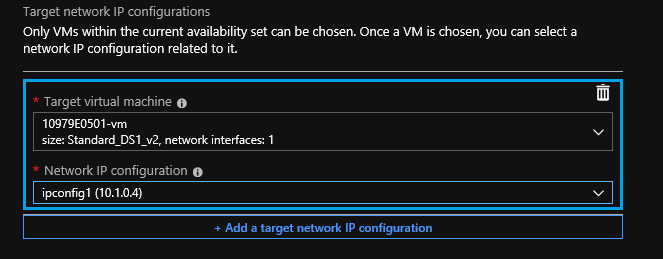 Target network IP configurations
Only VMs within the current availability set can be chosen. Once a VM is chosen, you can select a
network IP configuration related to it.
* Target virtual machine
10979E0501-vm
size: Standard_DS1_v2, network interfaces: 1
* Network IP configuration
ipconfig1 (10.1.0.4)
+ Add a target network IP configuration